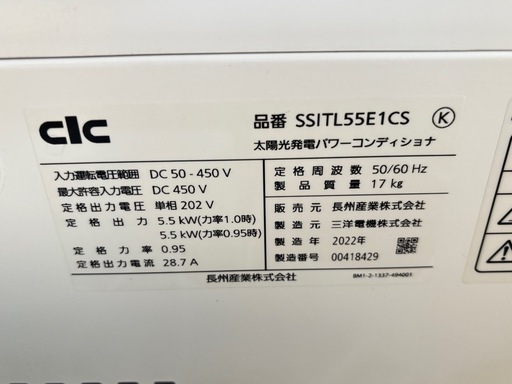 clc
品番 SSITL55E1CS Ⓚ
太陽光発電パワーコンディショナ
入力運転電圧範囲 DC 50 - 450 V
最大許容入力電圧 DC 450 V
定格出力電圧 単相 202 V
定格出力 5.5 kW(力率1.0時)
5.5 kW(力率0.95時)
定格力率 0.95
定格出力電流 28.7 A
定格周波数 50/60 Hz
製品質量 17 kg
販売元 長州産業株式会社
製造元 三洋電機株式会社
製造年 2022年
製造番号 00418429
長州産業株式会社
BM1-2-1337-494001